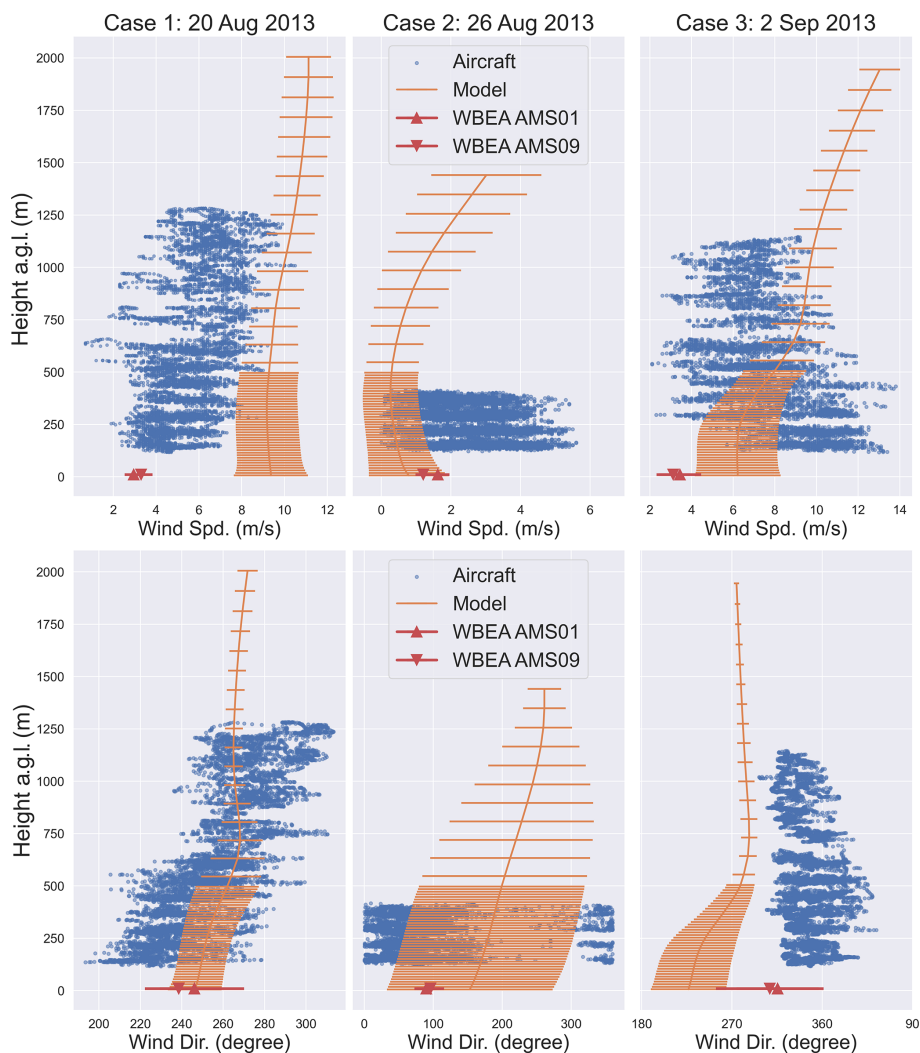 Case 1: 20 Aug 2013 Case 2: 26 Aug 2013 Case 3: 2 Sep 2013
Height a.g.l. (m)
2000
1750
1500
1250
1000
750
500
250
0
Aircraft
Model
WBEA AMS01
WBEA AMS09
2 4 6 8 10 12 0 2 4 6 2 4 6 8 10 12 14
Wind Spd. (m/s) Wind Spd. (m/s) Wind Spd. (m/s)
Height a.g.l. (m)
2000
1750
1500
1250
1000
750
500
250
0
Aircraft
Model
WBEA AMS01
WBEA AMS09
200 220 240 260 280 300 0 100 200 300 180 270 360 90
Wind Dir. (degree) Wind Dir. (degree) Wind Dir. (degree)